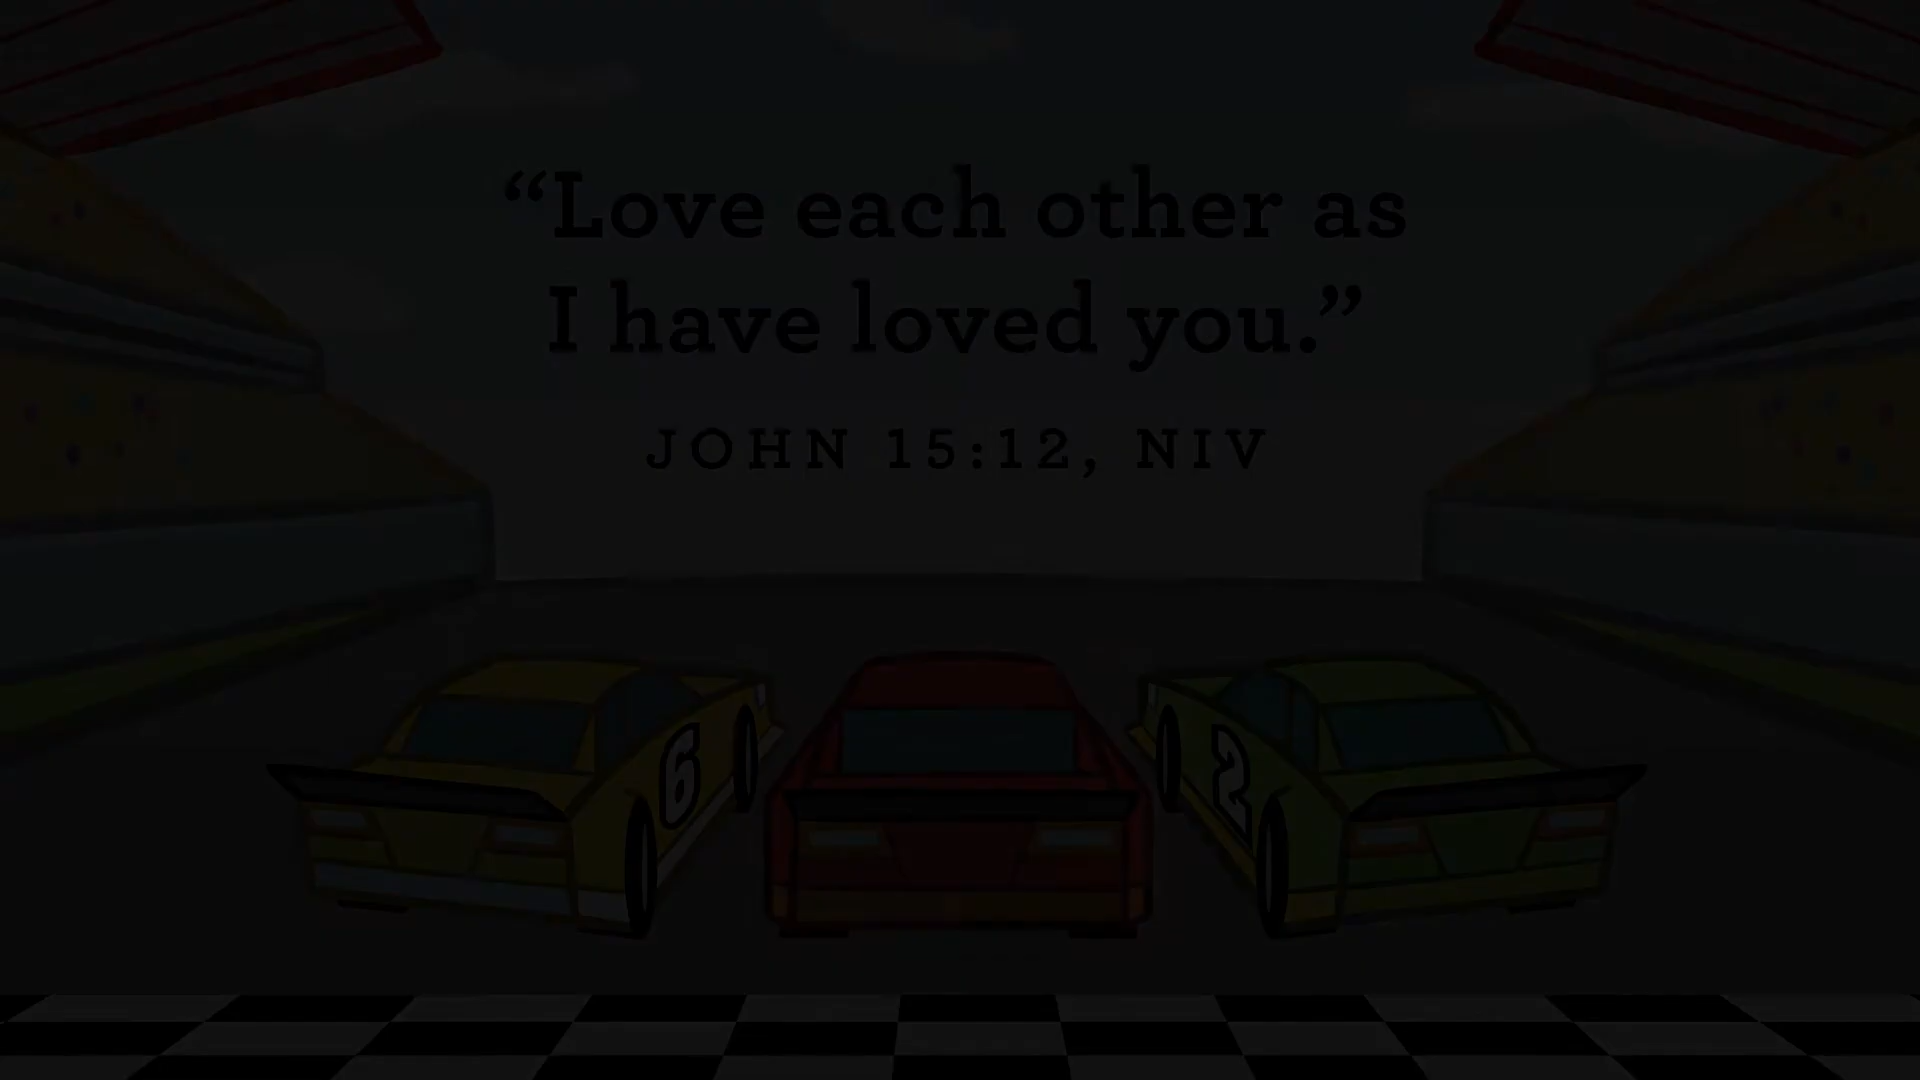 “Love each other as
I have loved you.”
JOHN 15:12, NIV
6
2